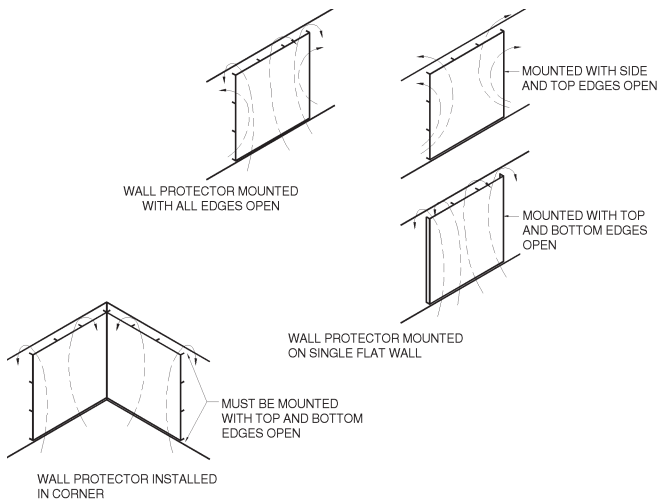 MOUNTED WITH SIDE
AND TOP EDGES OPEN
WALL PROTECTOR MOUNTED
WITH ALL EDGES OPEN
MOUNTED WITH TOP
AND BOTTOM EDGES
OPEN
WALL PROTECTOR MOUNTED
ON SINGLE FLAT WALL
MUST BE MOUNTED
WITH TOP AND BOTTOM
EDGES OPEN
WALL PROTECTOR INSTALLED
IN CORNER